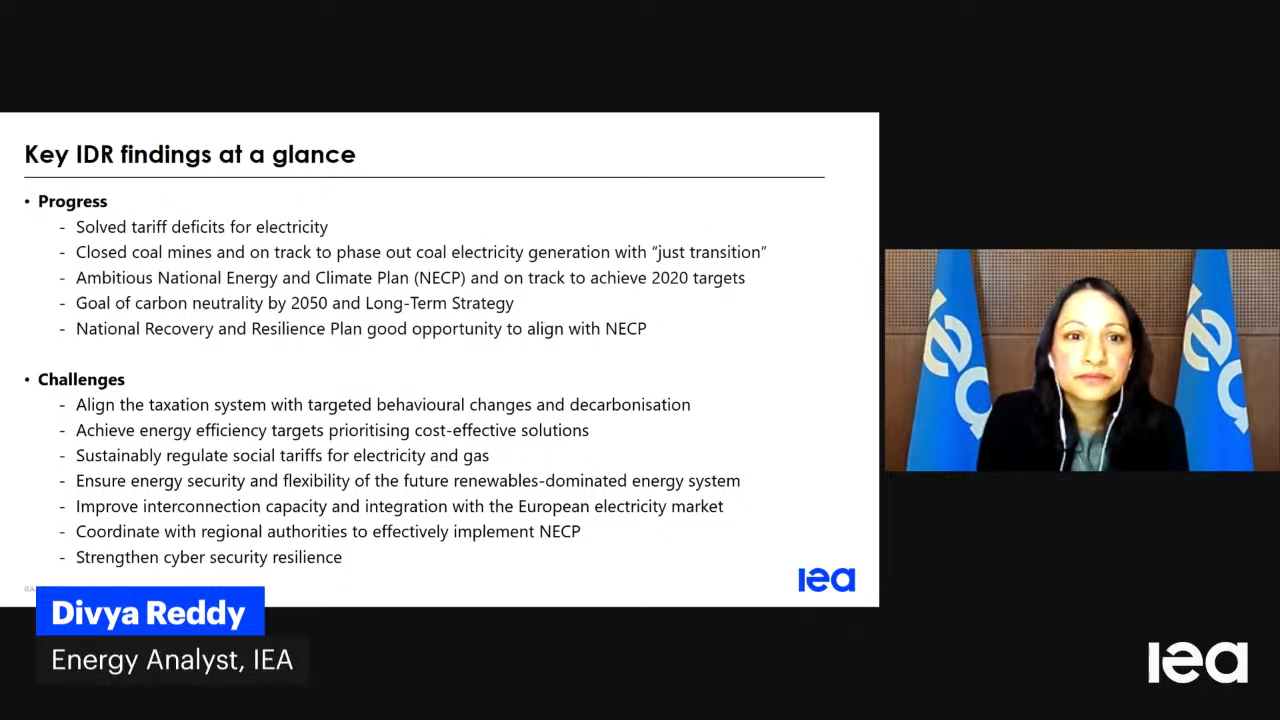 Key IDR findings at a glance
• Progress
- Solved tariff deficits for electricity
- Closed coal mines and on track to phase out coal electricity generation with “just transition”
- Ambitious National Energy and Climate Plan (NECP) and on track to achieve 2020 targets
- Goal of carbon neutrality by 2050 and Long-Term Strategy
- National Recovery and Resilience Plan good opportunity to align with NECP
• Challenges
- Align the taxation system with targeted behavioural changes and decarbonisation
- Achieve energy efficiency targets prioritising cost-effective solutions
- Sustainably regulate social tariffs for electricity and gas
- Ensure energy security and flexibility of the future renewables-dominated energy system
- Improve interconnection capacity and integration with the European electricity market
- Coordinate with regional authorities to effectively implement NECP
- Strengthen cyber security resilience
IEA
iea
iea
iea
Divya Reddy
Energy Analyst, IEA
iea